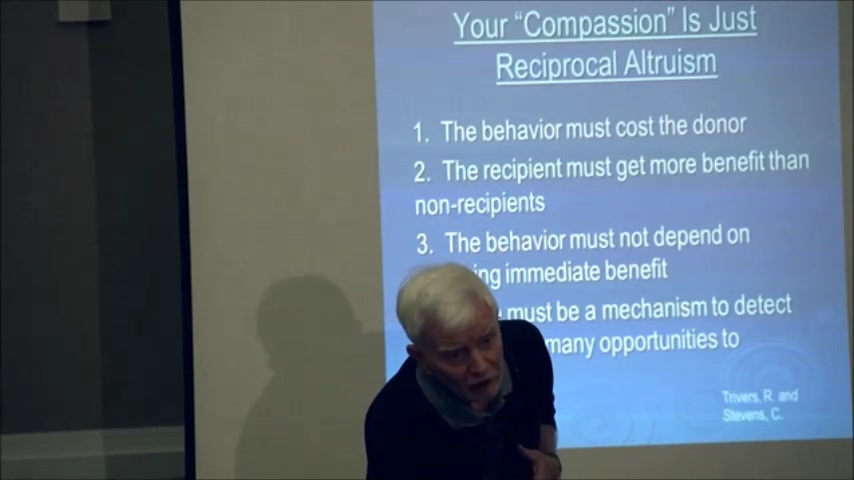 Your “Compassion” Is Just
Reciprocal Altruism
1. The behavior must cost the donor
2. The recipient must get more benefit than
non-recipients
3. The behavior must not depend on
ing immediate benefit
must be a mechanism to detect
many opportunities to
Trivers, R. and
Stevens, C.